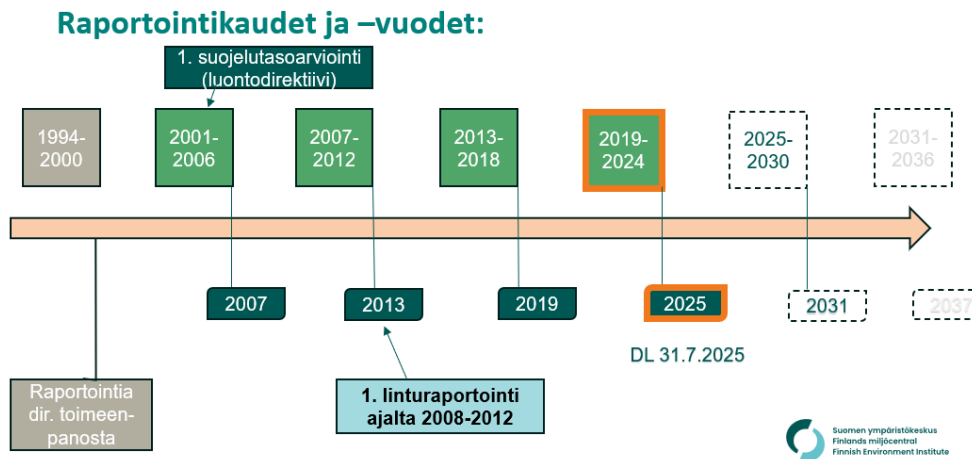 Raportointikaudet ja –vuodet:
1. suojelutasoarviointi
(luontodirektiivi)
1994-
2000
2001-
2006
2007-
2012
2013-
2018
2019-
2024
2025-
2030
2031-
2036
2007
2013
2019
2025
2031
2037
DL 31.7.2025
Raportointia
dir. toimeen-
panosta
1. linturaportointi
ajalta 2008-2012
Suomen ympäristökeskus
Finlands miljöcentral
Finnish Environment Institute